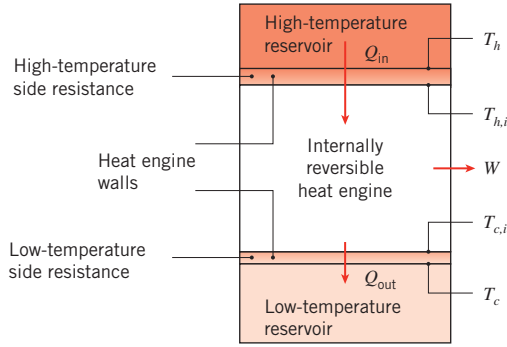 High-temperature
reservoir
Q_in
T_h
High-temperature
side resistance
T_h,i
Internally
reversible
heat engine
W
Heat engine
walls
T_c,i
Low-temperature
side resistance
Q_out
T_c
Low-temperature
reservoir